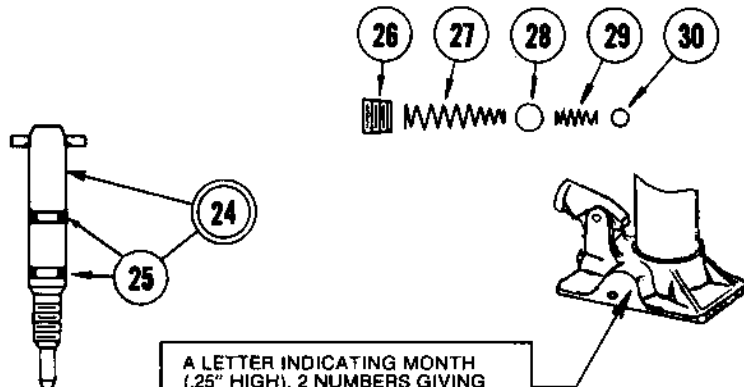 26 27 28 29 30
24
25
A LETTER INDICATING MONTH
(.25" HIGH), 2 NUMBERS GIVING